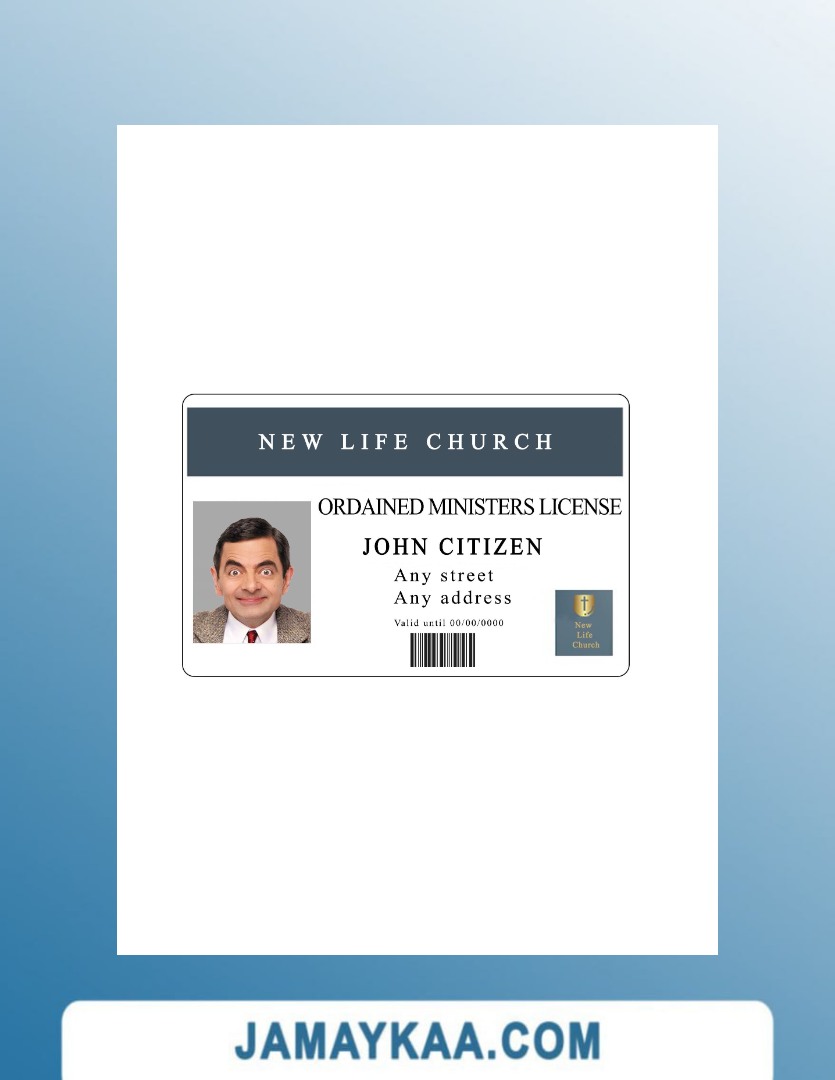 NEW LIFE CHURCH
ORDAINED MINISTERS LICENSE
JOHN CITIZEN
Any street
Any address
Valid until 00/00/0000
New
Life
Church
JAMAYKAA.COM